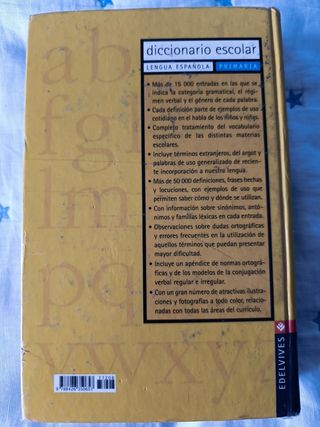 diccionario escolar
LENGUA ESPAÑOLA PRIMARIA
• Más de 15 000 entradas en las que se
indica la categoría gramatical, el régi-
men verbal y el género de cada palabra.
• Cada definición parte de ejemplos de uso
cotidiano en el habla de los niños y niñas.
• Completo tratamiento del vocabulario
específico de las distintas materias
escolares.
• Incluye términos extranjeros, del argot y
palabras de uso generalizado de recien-
te incorporación a nuestra lengua.
• Más de 50 000 definiciones, frases hechas
y locuciones, con ejemplos de uso que
permiten saber cómo y dónde se utilizan.
• Con información sobre sinónimos, antó-
nimos y familias léxicas en cada entrada.
• Observaciones sobre dudas ortográficas
y errores frecuentes en la utilización de
aquellos términos que puedan presentar
mayor dificultad.
• Incluye un apéndice de normas ortográfi-
cas y de los modelos de la conjugación
verbal regular e irregular.
• Con un gran número de atractivas ilustra-
ciones y fotografías a todo color, relacio-
nadas con todas las áreas del currículo.
EDELVIVES